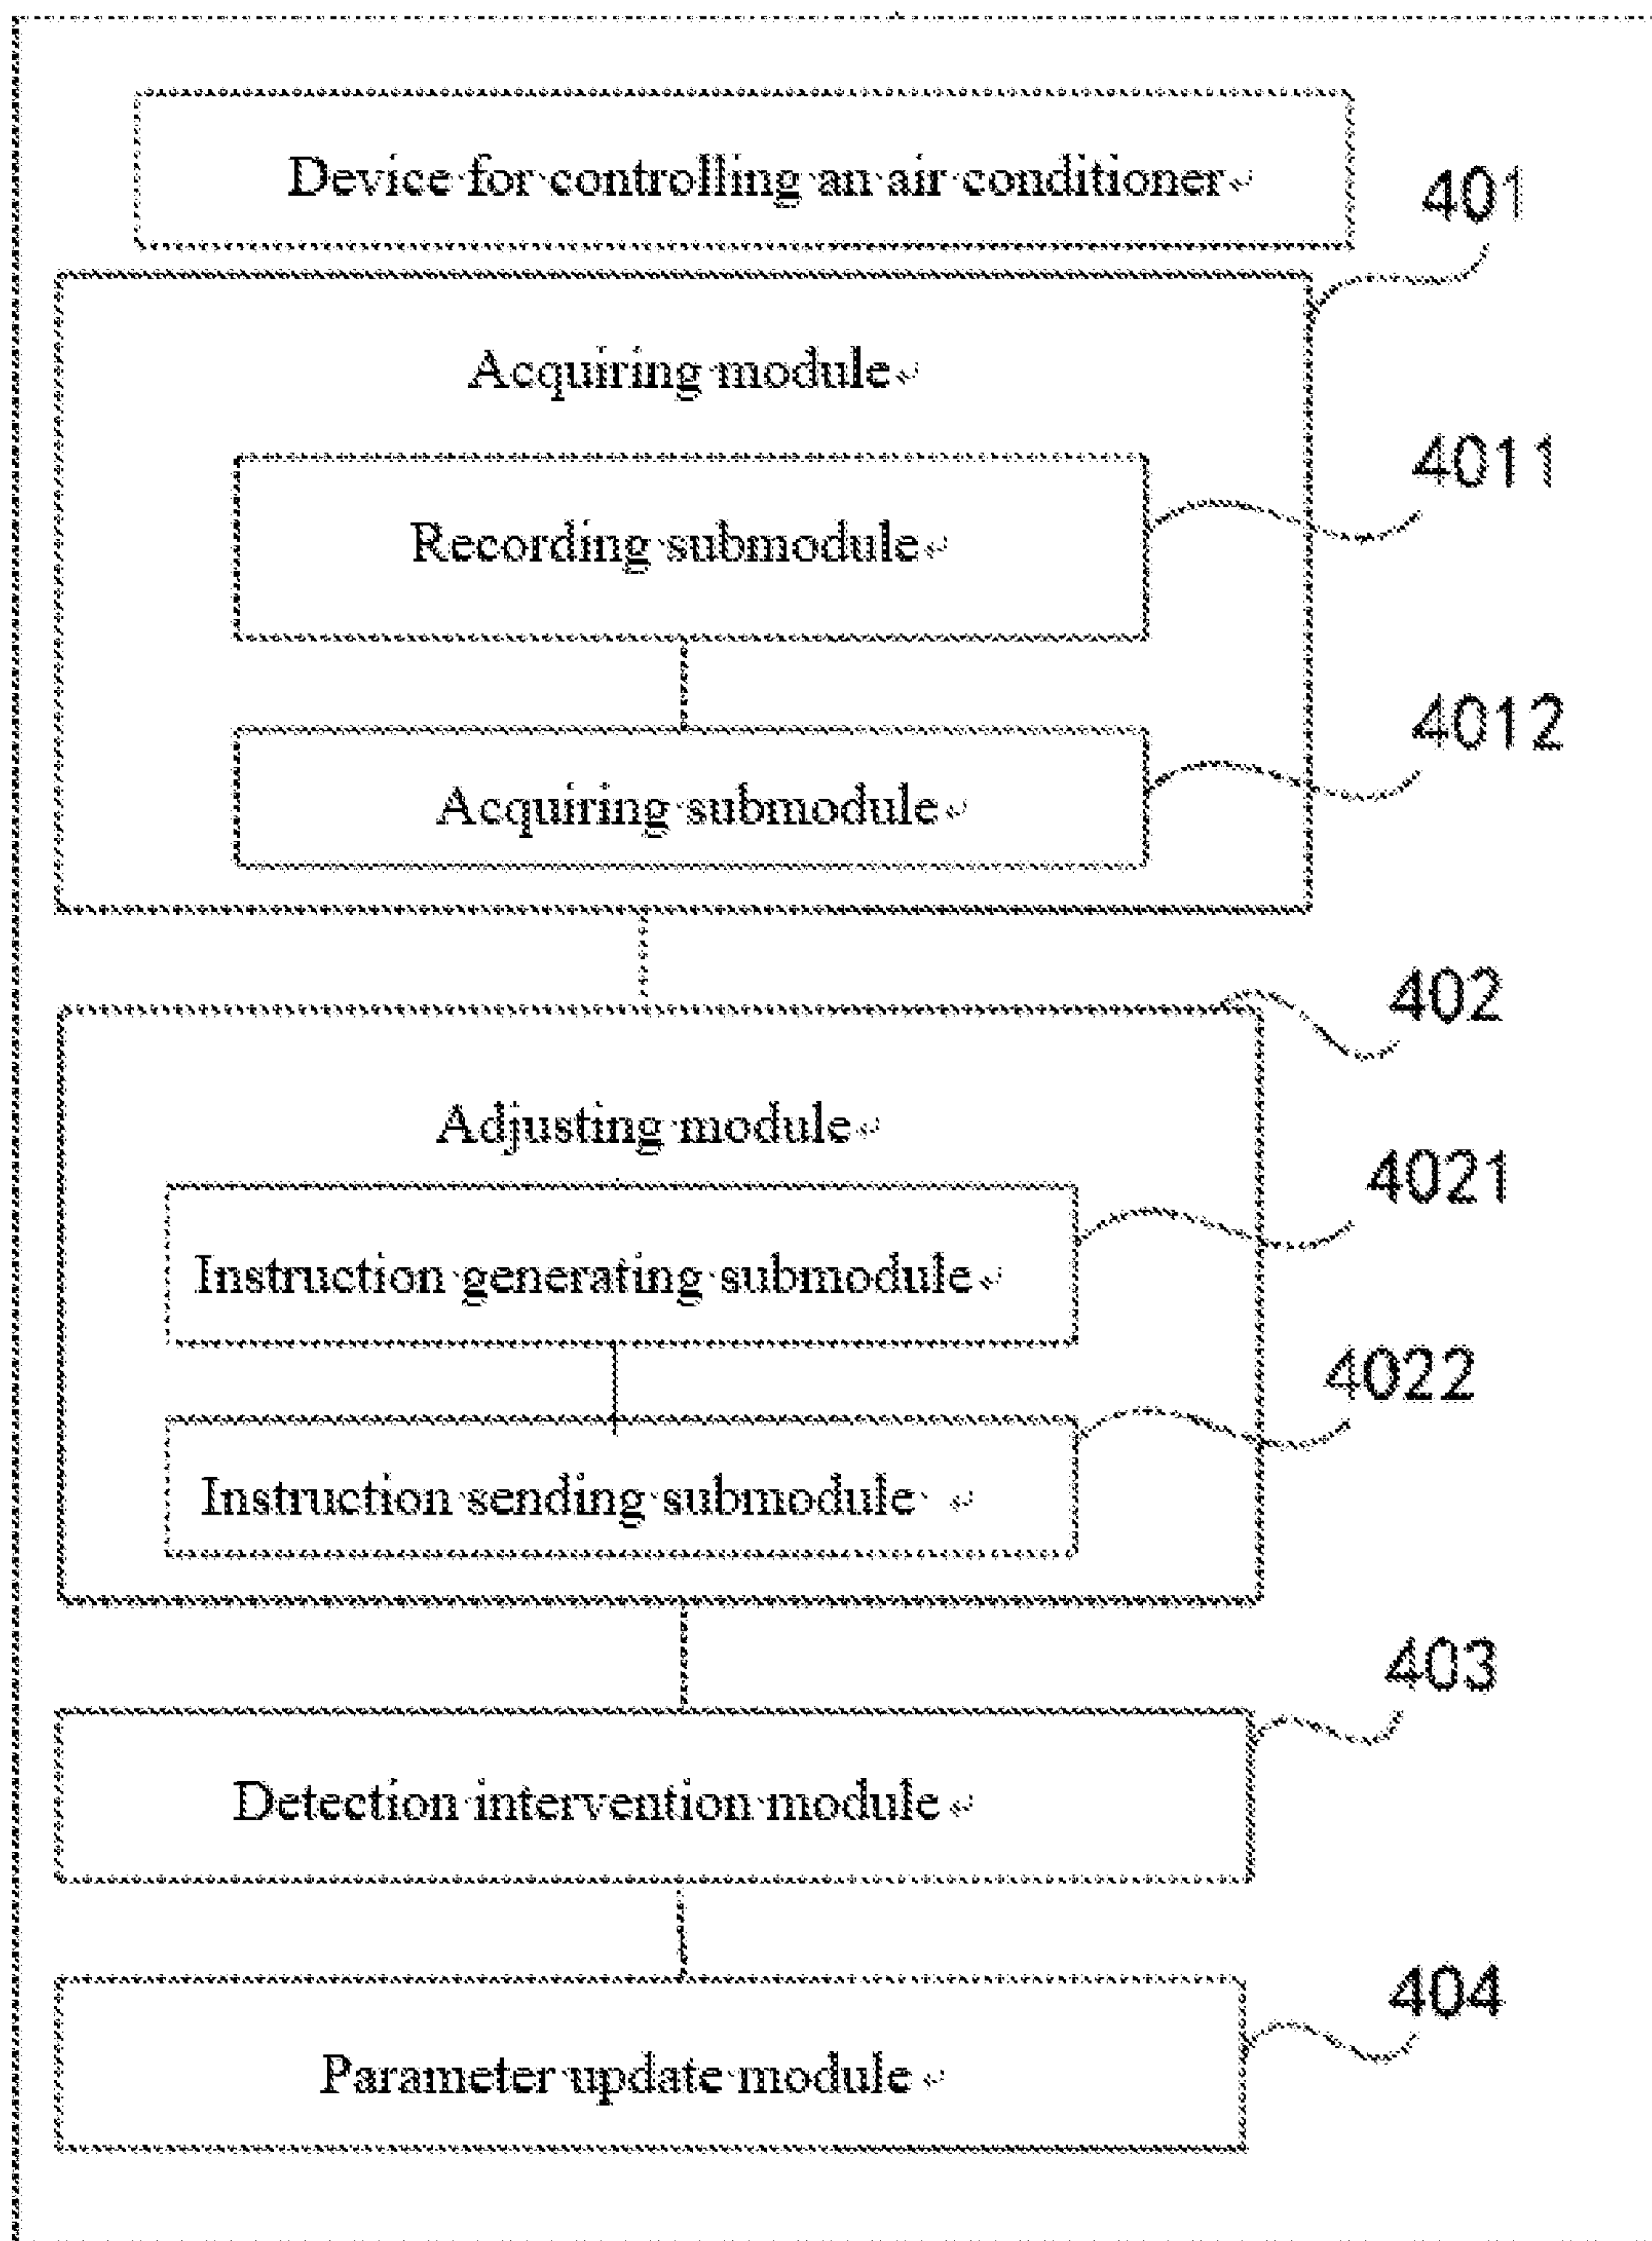 Device for controlling an air conditioner
401
Acquiring module
4011
Recording submodule
4012
Acquiring submodule
402
Adjusting module
4021
Instruction generating submodule
4022
Instruction sending submodule
403
Detection intervention module
404
Parameter update module